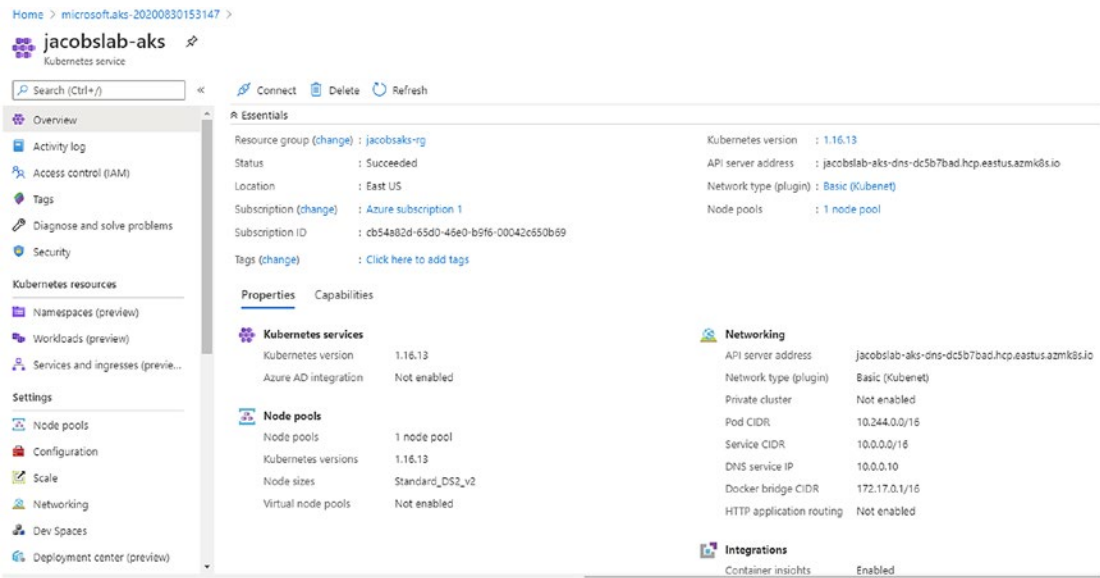 Home > microsoft.aks-20200830153147 >
jacobslab-aks
Kubernetes service
Search (Ctrl+/)
«
Connect Delete Refresh
Overview
Activity log
Access control (IAM)
Tags
Diagnose and solve problems
Security
Kubernetes resources
Namespaces (preview)
Workloads (preview)
Services and ingresses (previe...
Settings
Node pools
Configuration
Scale
Networking
Dev Spaces
Deployment center (preview)
Essentials
Resource group (change) : jacobsaks-rg
Status : Succeeded
Location : East US
Subscription (change) : Azure subscription 1
Subscription ID : cb54a82d-65d0-46e0-b9f6-00042c650b69
Tags (change) : Click here to add tags
Kubernetes version : 1.16.13
API server address : jacobslab-aks-dns-dc5b7bad.hcp.eastus.azmk8s.io
Network type (plugin) : Basic (Kubenet)
Node pools : 1 node pool
Properties Capabilities
Kubernetes services
Kubernetes version 1.16.13
Azure AD integration Not enabled
Node pools
Node pools 1 node pool
Kubernetes versions 1.16.13
Node sizes Standard_DS2_v2
Virtual node pools Not enabled
Networking
API server address jacobslab-aks-dns-dc5b7bad.hcp.eastus.azmk8s.io
Network type (plugin) Basic (Kubenet)
Private cluster Not enabled
Pod CIDR 10.244.0.0/16
Service CIDR 10.0.0.0/16
DNS service IP 10.0.0.10
Docker bridge CIDR 172.17.0.1/16
HTTP application routing Not enabled
Integrations
Container insights Enabled